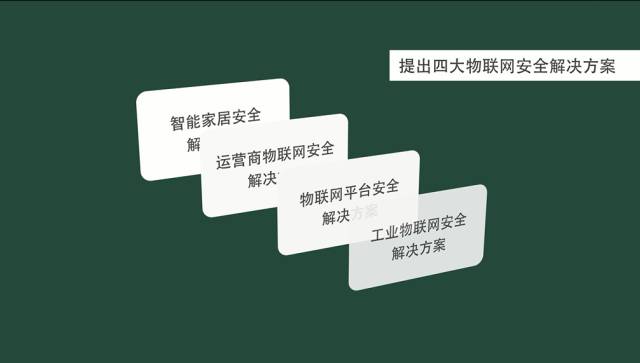 提出四大物联网安全解决方案
智能家居安全
解
运营商物联网安全
解决
物联网平台安全
解决方案
工业物联网安全
解决方案